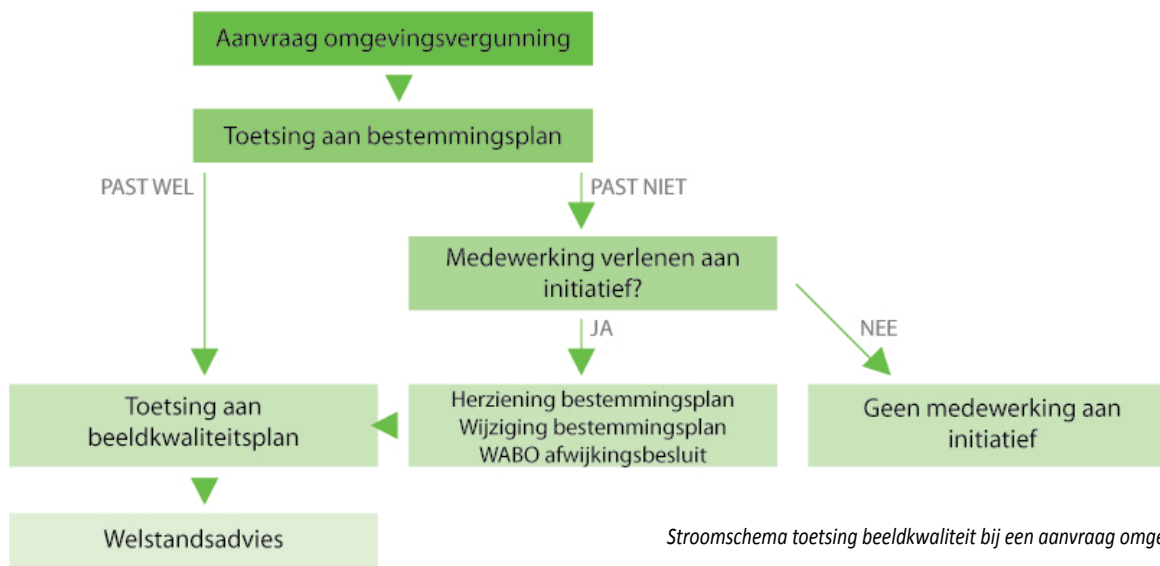 Aanvraag omgevingsvergunning
Toetsing aan bestemmingsplan
PAST WEL
PAST NIET
Medewerking verlenen aan
initiatief?
JA
NEE
Toetsing aan
beeldkwaliteitsplan
Herziening bestemmingsplan
Wijziging bestemmingsplan
WABO afwijkingsbesluit
Geen medewerking aan
initiatief
Welstandsadvies
Stroomschema toetsing beeldkwaliteit bij een aanvraag